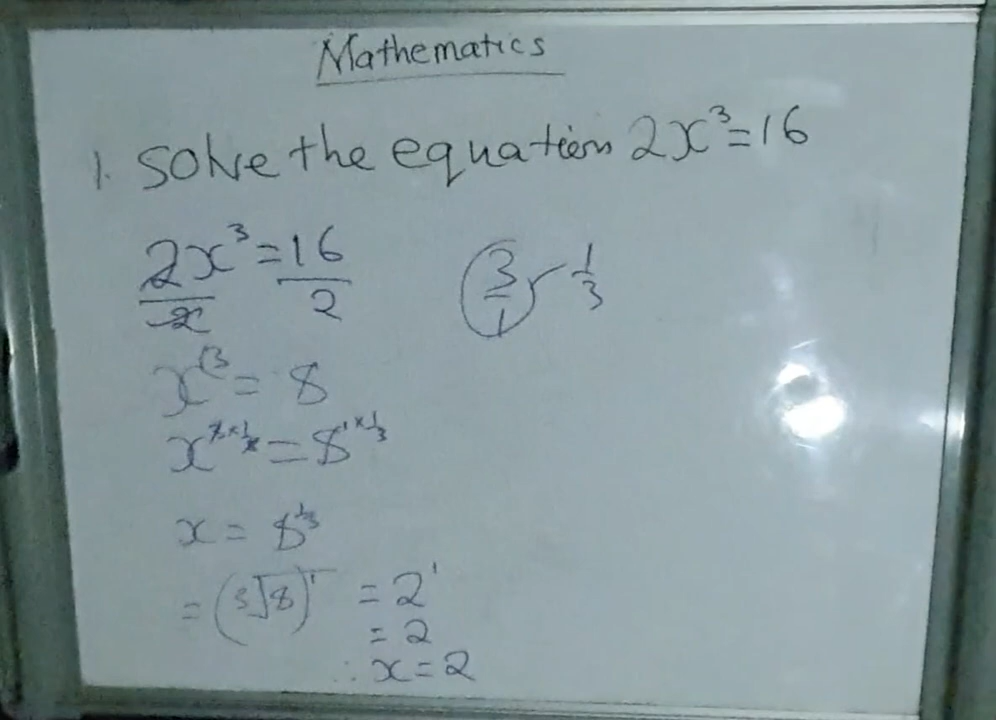 Mathematics
1. Solve the equation 2x³=16
2x³/2 = 16/2
3/1 1/3
x³ = 8
x^(3×1/3) = 8^(1×1/3)
x = 8^(1/3)
= (³√8)¹ = 2¹
= 2
∴ x = 2